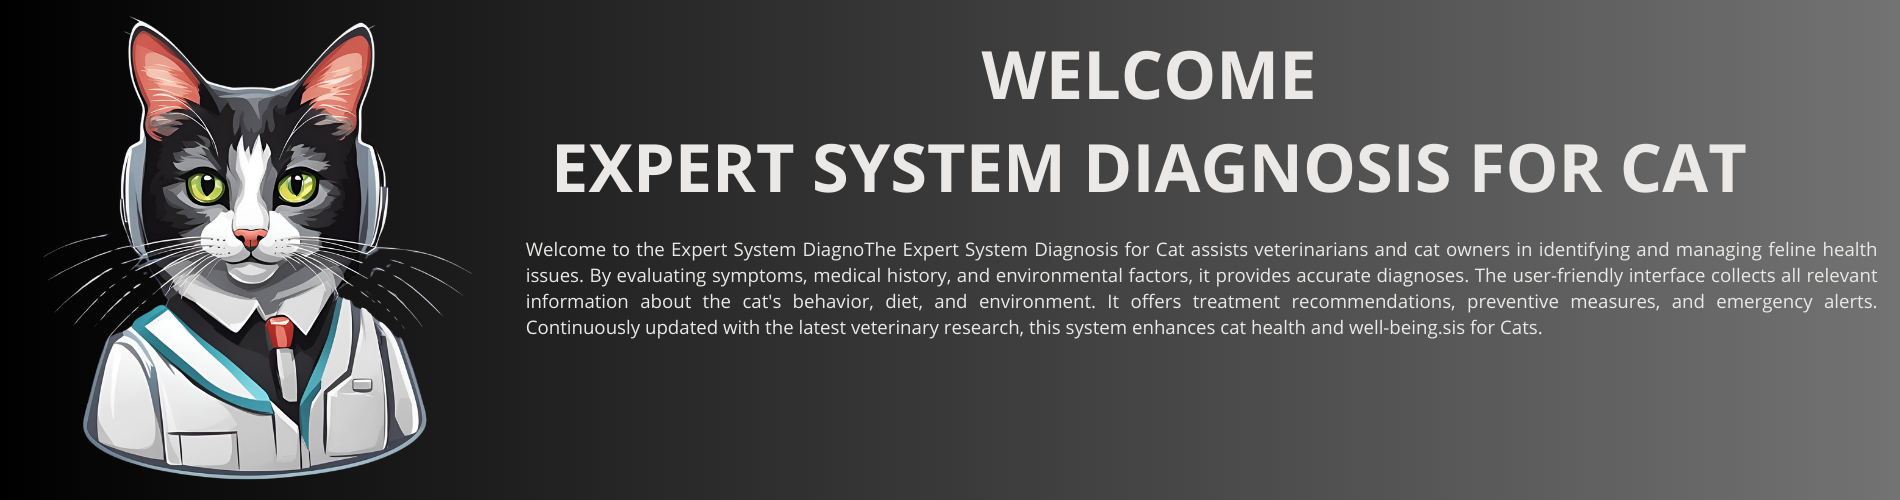 WELCOME
EXPERT SYSTEM DIAGNOSIS FOR CAT
Welcome to the Expert System DiagnoThe Expert System Diagnosis for Cat assists veterinarians and cat owners in identifying and managing feline health
issues. By evaluating symptoms, medical history, and environmental factors, it provides accurate diagnoses. The user-friendly interface collects all relevant
information about the cat's behavior, diet, and environment. It offers treatment recommendations, preventive measures, and emergency alerts.
Continuously updated with the latest veterinary research, this system enhances cat health and well-being.sis for Cats.